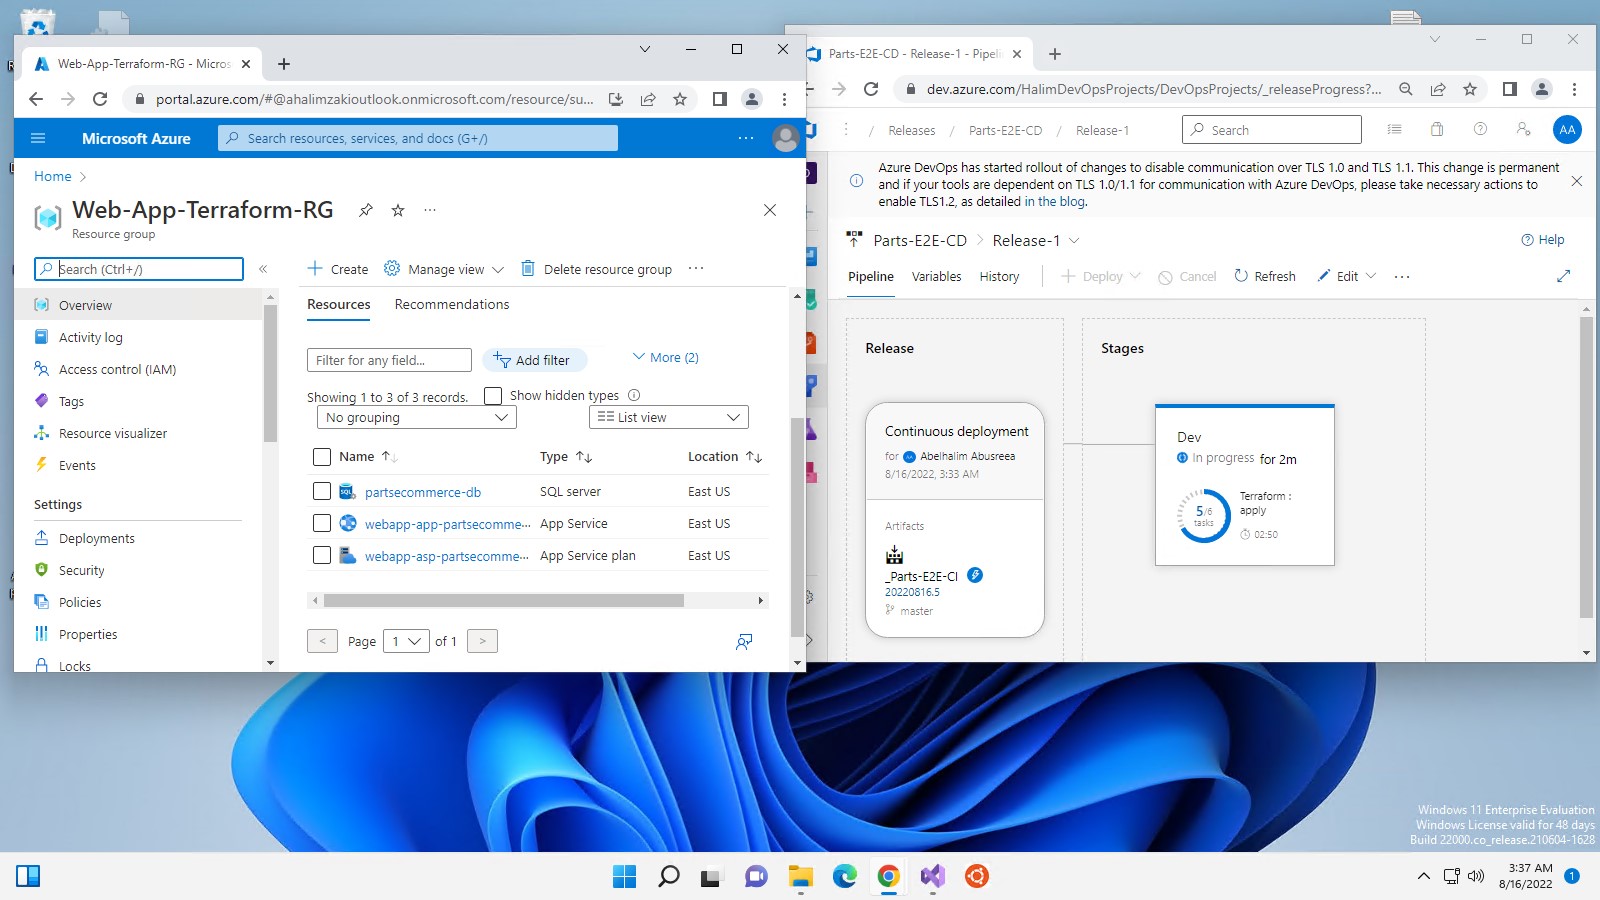 Web-App-Terraform-RG - Micros
portal.azure.com/#@ahalimzakioutlook.onmicrosoft.com/resource/su...
Microsoft Azure
Search resources, services, and docs (G+/)
Home
Web-App-Terraform-RG
Resource group
Search (Ctrl+/)
Create
Manage view
Delete resource group
Overview
Activity log
Access control (IAM)
Tags
Resource visualizer
Events
Settings
Deployments
Security
Policies
Properties
Locks
Resources
Recommendations
Filter for any field...
Add filter
More (2)
Showing 1 to 3 of 3 records.
Show hidden types
No grouping
List view
Name
Type
Location
partsecommerce-db
SQL server
East US
webapp-app-partsecomme...
App Service
East US
webapp-asp-partsecomme...
App Service plan
East US
<
Page
1
of 1
>
Parts-E2E-CD - Release-1 - Pipeli
dev.azure.com/HalimDevOpsProjects/DevOpsProjects/_releaseProgress?...
/ Releases / Parts-E2E-CD / Release-1
Search
AA
Azure DevOps has started rollout of changes to disable communication over TLS 1.0 and TLS 1.1. This change is permanent
and if your tools are dependent on TLS 1.0/1.1 for communication with Azure DevOps, please take necessary actions to
enable TLS1.2, as detailed in the blog.
Parts-E2E-CD
Release-1
Help
Pipeline
Variables
History
Deploy
Cancel
Refresh
Edit
Release
Stages
Continuous deployment
for AA Abelhalim Abusreea
8/16/2022, 3:33 AM
Artifacts
_Parts-E2E-CI
20220816.5
master
Dev
In progress for 2m
5/6
tasks
Terraform :
apply
02:50
Windows 11 Enterprise Evaluation
Windows License valid for 48 days
Build 22000.co_release.210604-1628
3:37 AM
8/16/2022
1